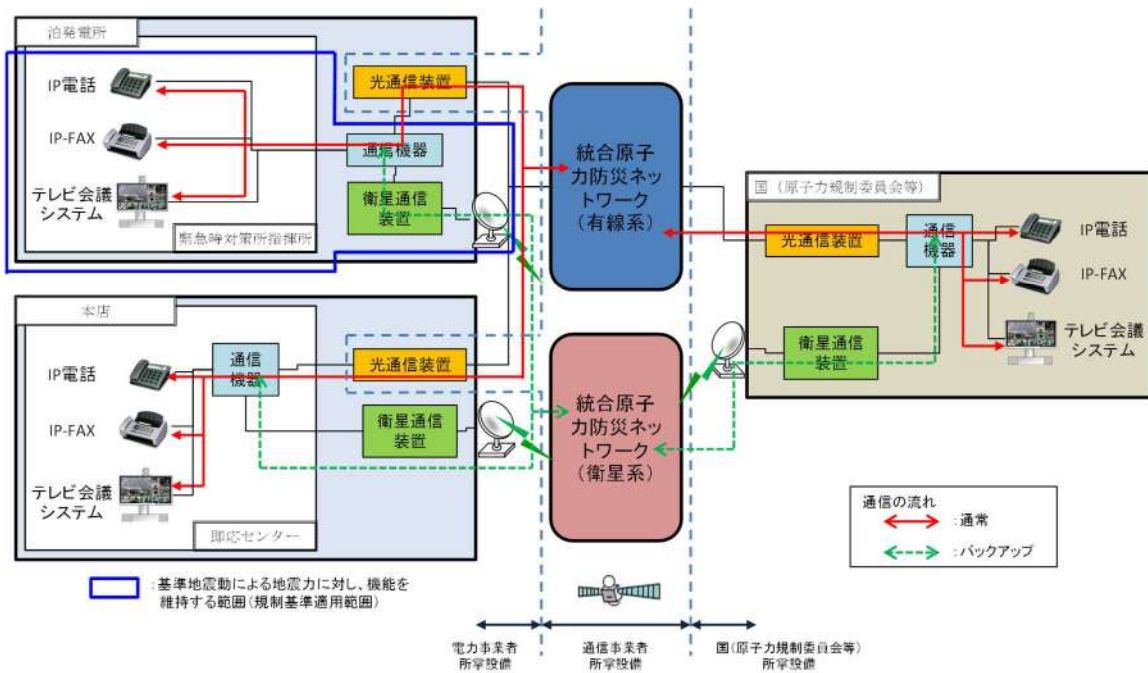 泊発電所
IP電話
IP-FAX
テレビ会議
システム
緊急時対策所指揮所
光通信装置
通信機器
衛星通信
装置
本店
IP電話
IP-FAX
テレビ会議
システム
即応センター
通信
機器
光通信装置
衛星通信
装置
統合原子
力防災ネッ
トワーク
(有線系)
統合原子
力防災ネッ
トワーク
(衛星系)
国(原子力規制委員会等)
光通信装置
通信
機器
衛星通信
装置
IP電話
IP-FAX
テレビ会議
システム
通信の流れ
:通常
:バックアップ
:基準地震動による地震力に対し、機能を
維持する範囲(規制基準適用範囲)
電力事業者
所掌設備
通信事業者
所掌設備
国(原子力規制委員会等)
所掌設備